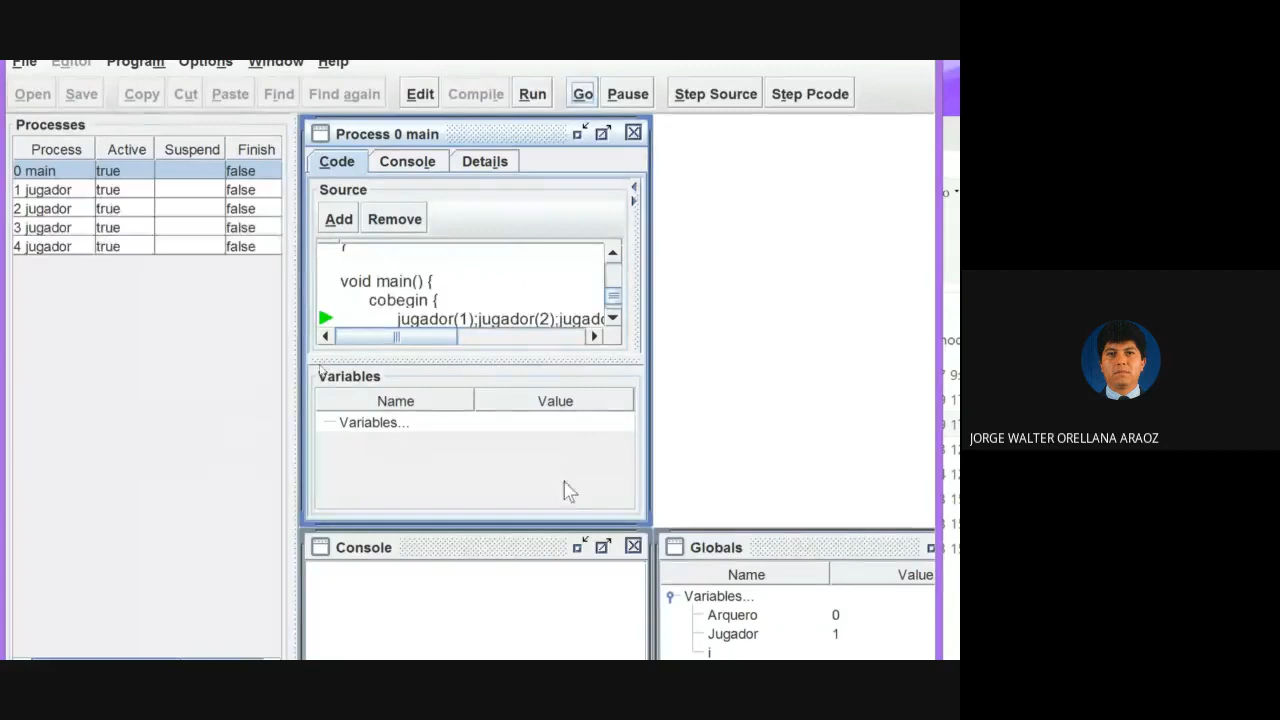 File Editor Program Options Window Help
Open Save Copy Cut Paste Find Find again Edit Compile Run Go Pause Step Source Step Pcode
Processes
Process Active Suspend Finish
0 main true false
1 jugador true false
2 jugador true false
3 jugador true false
4 jugador true false
Process 0 main
Code Console Details
Source
Add Remove
void main() {
cobegin {
jugador(1);jugador(2);jugado
Variables
Name Value
Variables...
Console
Globals
Name Value
Variables...
Arquero 0
Jugador 1
i
JORGE WALTER ORELLANA ARAOZ